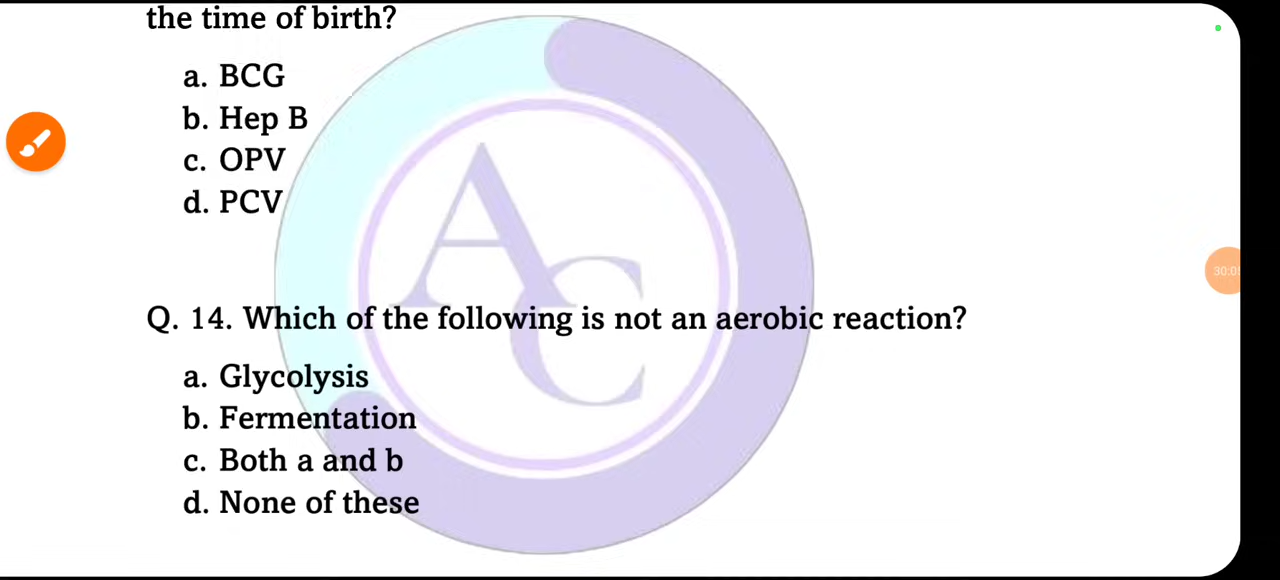 the time of birth?
a. BCG
b. Hep B
c. OPV
d. PCV
AC
Q. 14. Which of the following is not an aerobic reaction?
a. Glycolysis
b. Fermentation
c. Both a and b
d. None of these